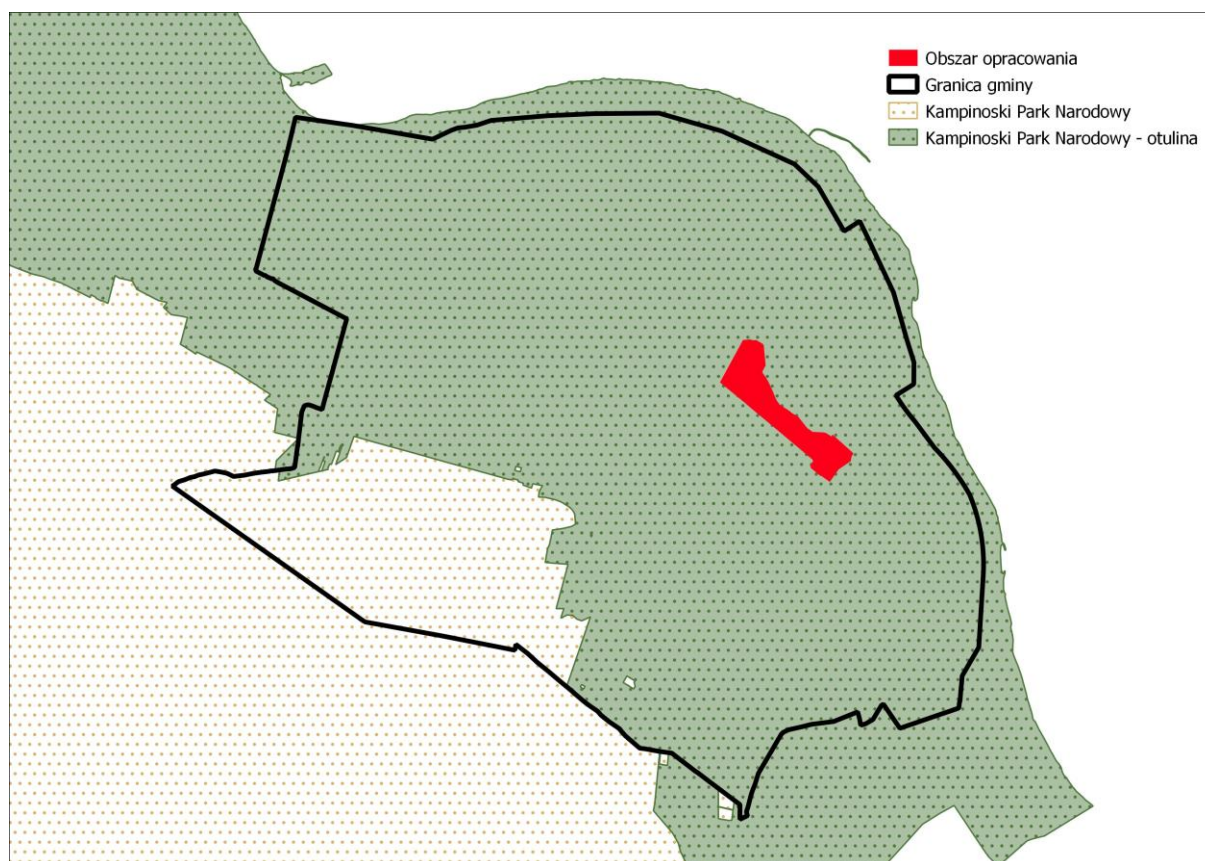 Obszar opracowania
Granica gminy
Kampinoski Park Narodowy
Kampinoski Park Narodowy - otulina